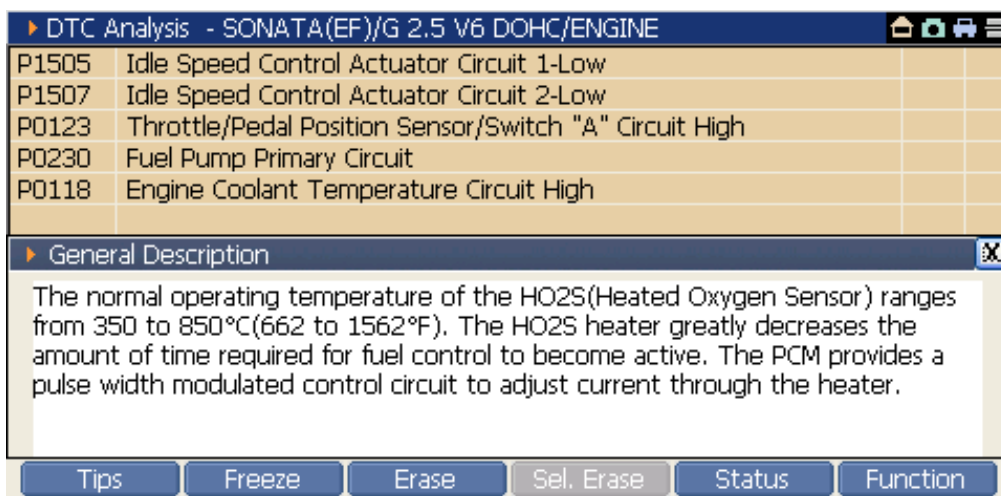 DTC Analysis - SONATA(EF)/G 2.5 V6 DOHC/ENGINE
P1505 Idle Speed Control Actuator Circuit 1-Low
P1507 Idle Speed Control Actuator Circuit 2-Low
P0123 Throttle/Pedal Position Sensor/Switch "A" Circuit High
P0230 Fuel Pump Primary Circuit
P0118 Engine Coolant Temperature Circuit High
General Description
X
The normal operating temperature of the HO2S(Heated Oxygen Sensor) ranges
from 350 to 850°C(662 to 1562°F). The HO2S heater greatly decreases the
amount of time required for fuel control to become active. The PCM provides a
pulse width modulated control circuit to adjust current through the heater.
Tips Freeze Erase Sel. Erase Status Function